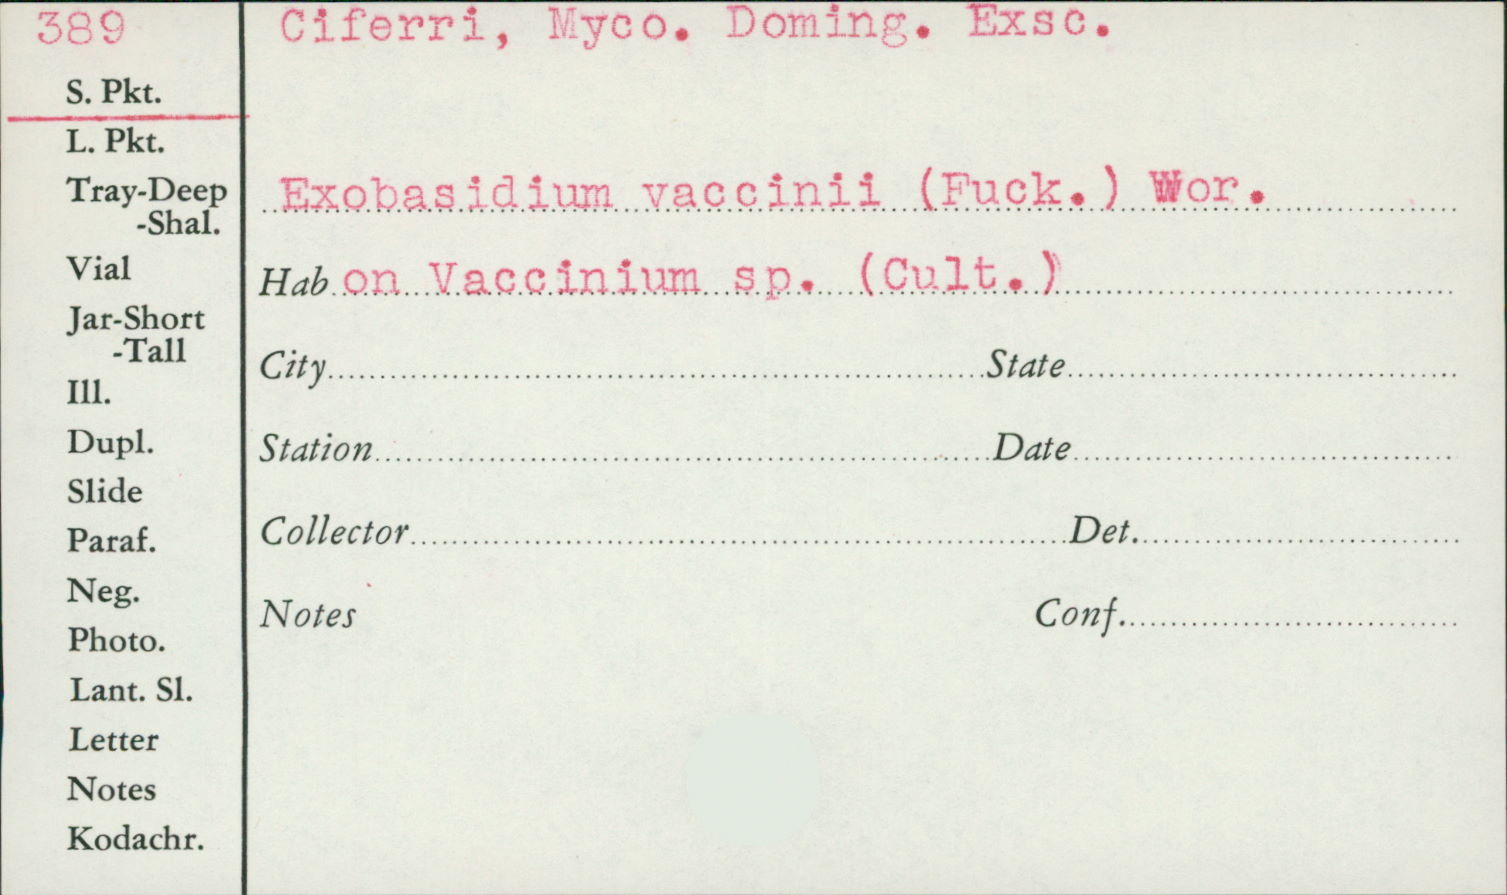 389
Ciferri, Myco. Doming. Exsc.
S. Pkt.
L. Pkt.
Tray-Deep
-Shal.
Vial
Jar-Short
-Tall
Ill.
Dupl.
Slide
Paraf.
Neg.
Photo.
Lant. Sl.
Letter
Notes
Kodachr.
Exobasidium vaccinii (Fuck.) Wor.
Hab on Vaccinium sp. (Cult.)
City State
Station Date
Collector Det.
Notes Conf.